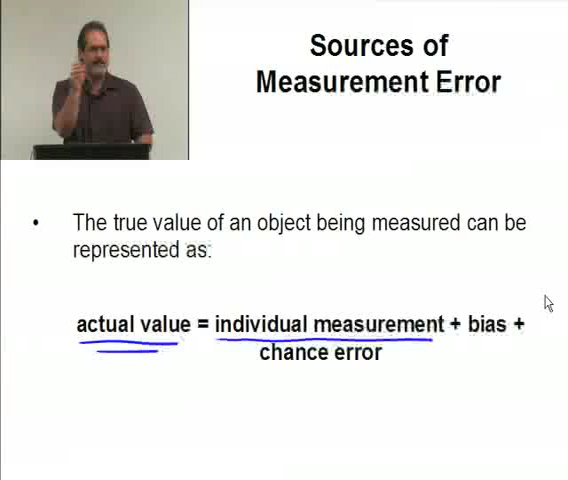 Sources of
Measurement Error
• The true value of an object being measured can be
represented as:
actual value = individual measurement + bias +
chance error